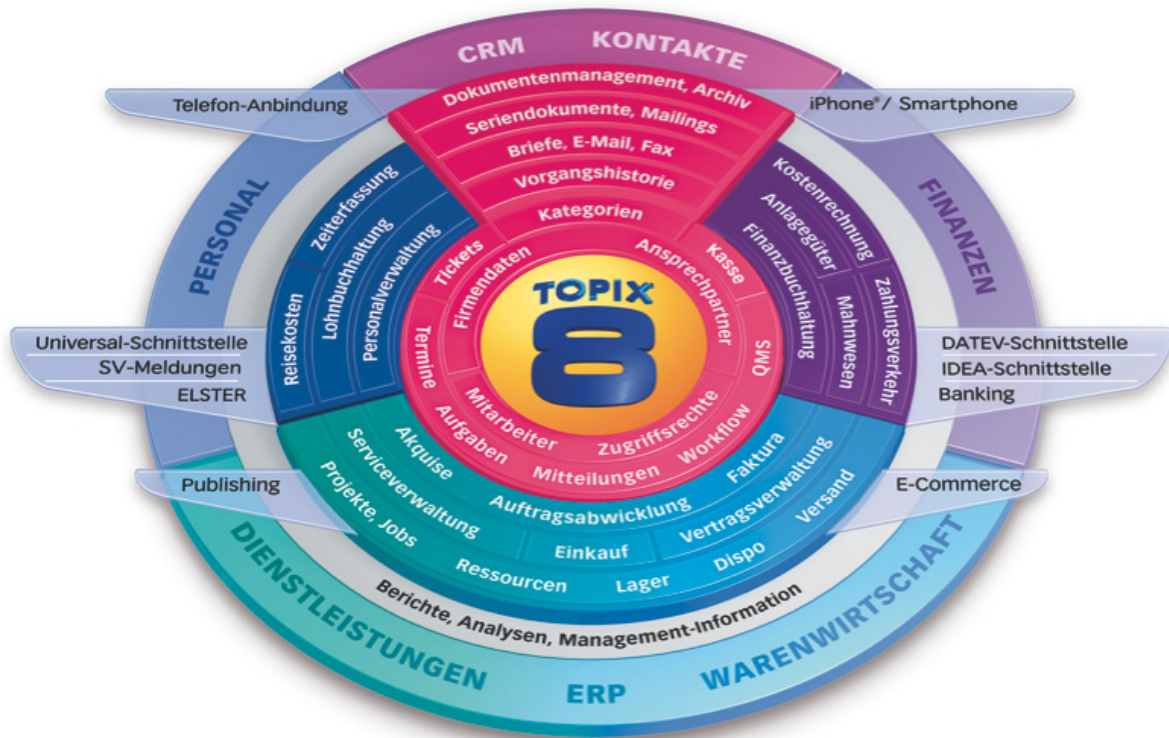 CRM KONTAKTE
Dokumentenmanagement, Archiv
Telefon-Anbindung
iPhone®/ Smartphone
Seriendokumente, Mailings
Briefe, E-Mail, Fax
Vorgangshistorie
Kategorien
PERSONAL
Zeiterfassung
Reisekosten
Lohnbuchhaltung
Personalverwaltung
FINANZEN
Kostenrechnung
Zahlungsverkehr
Anlagegüter
Mahnwesen
Finanzbuchhaltung
Tickets
Kasse
Firmendaten
Ansprechpartner
TOPIX
8
Termine
QMS
Mitarbeiter
Zugriffsrechte
Aufgaben
Mitteilungen
Workflow
Universal-Schnittstelle
SV-Meldungen
ELSTER
DATEV-Schnittstelle
IDEA-Schnittstelle
Banking
Publishing
E-Commerce
Akquise
Auftragsabwicklung
Faktura
Serviceverwaltung
Einkauf
Vertragsverwaltung
Projekte, Jobs
Ressourcen
Lager
Dispo
Versand
Berichte, Analysen, Management-Information
DIENSTLEISTUNGEN
ERP
WARENWIRTSCHAFT